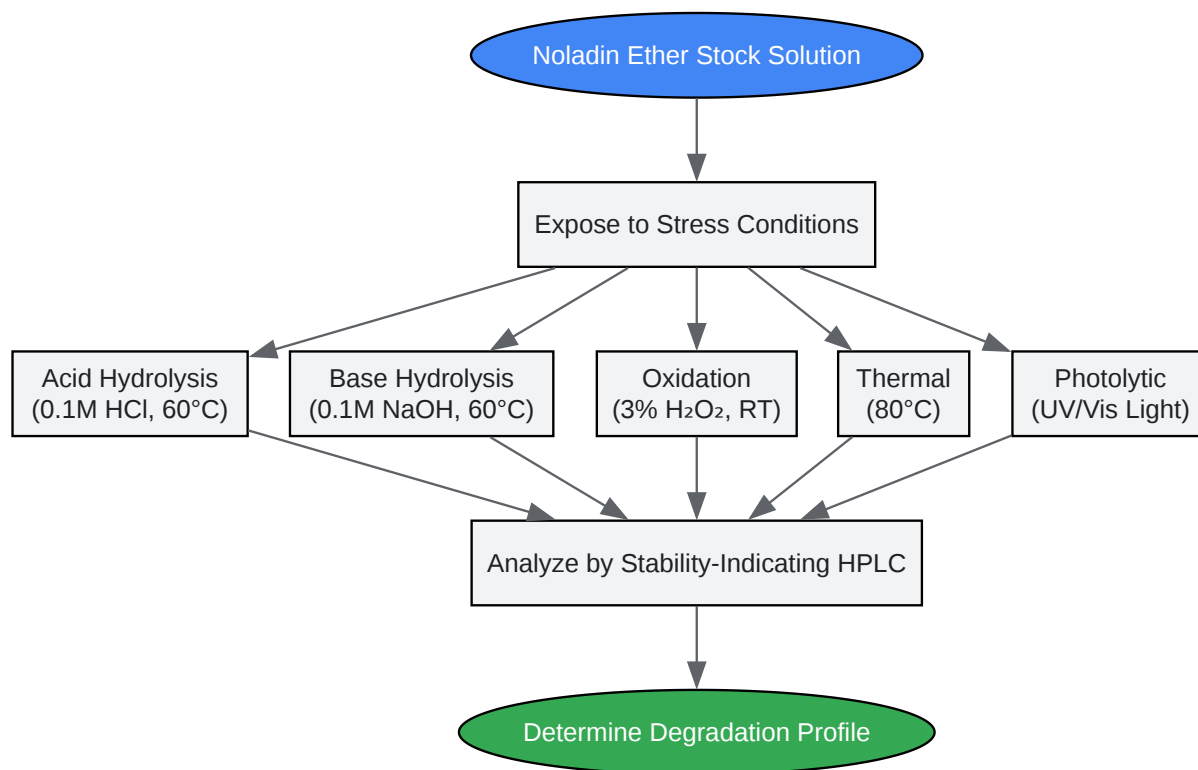 Noladin Ether Stock Solution
Expose to Stress Conditions
Acid Hydrolysis
(0.1M HCl, 60°C)
Base Hydrolysis
(0.1M NaOH, 60°C)
Oxidation
(3% H₂O₂, RT)
Thermal
(80°C)
Photolytic
(UV/Vis Light)
Analyze by Stability-Indicating HPLC
Determine Degradation Profile